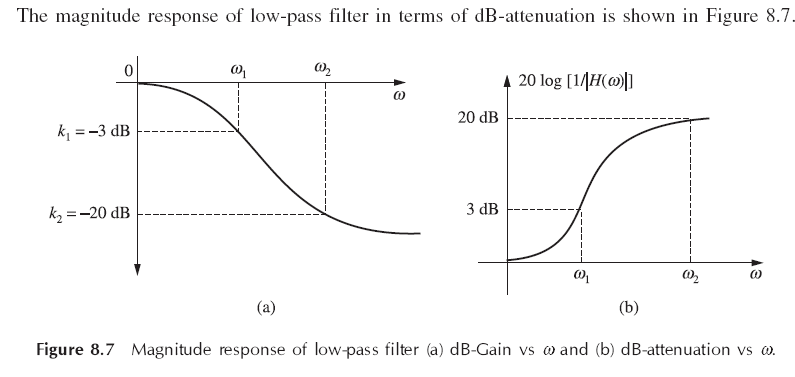 The magnitude response of low-pass filter in terms of dB-attenuation is shown in Figure 8.7.
0
ω₁
ω₂
ω
k₁ = –3 dB
k₂ = –20 dB
(a)
20 log [1/|H(ω)|]
20 dB
3 dB
ω₁
ω₂
ω
(b)
Figure 8.7 Magnitude response of low-pass filter (a) dB-Gain vs ω and (b) dB-attenuation vs ω.